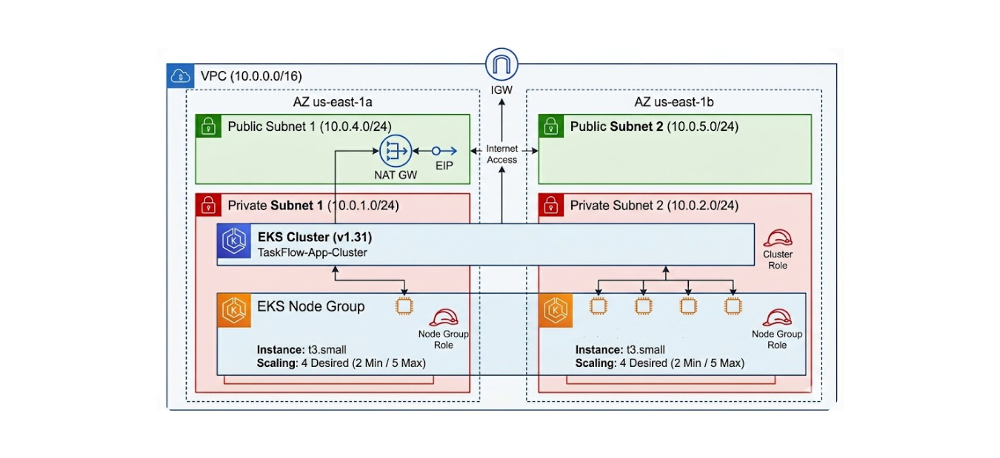 IGW
VPC (10.0.0.0/16)
AZ us-east-1a
AZ us-east-1b
Public Subnet 1 (10.0.4.0/24)
NAT GW
EIP
Internet
Access
Public Subnet 2 (10.0.5.0/24)
Private Subnet 1 (10.0.1.0/24)
Private Subnet 2 (10.0.2.0/24)
K
EKS Cluster (v1.31)
TaskFlow-App-Cluster
Cluster
Role
K
EKS Node Group
Node Group
Role
Instance: t3.small
Scaling: 4 Desired (2 Min / 5 Max)
K
Node Group
Role
Instance: t3.small
Scaling: 4 Desired (2 Min / 5 Max)